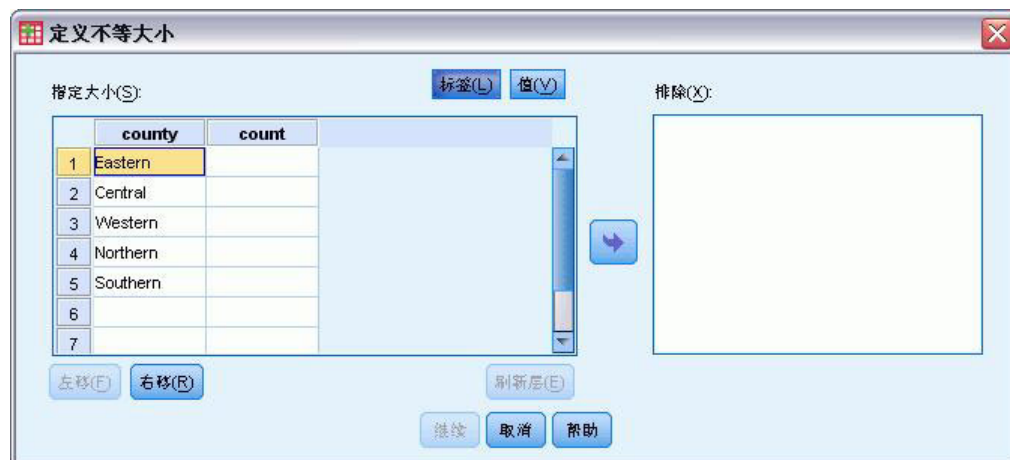 定义不等大小
指定大小(S):
标签(L) 值(V)
排除(X):
county count
1 Eastern
2 Central
3 Western
4 Northern
5 Southern
6
7
左移(F) 右移(R) 刷新层(E)
继续 取消 帮助